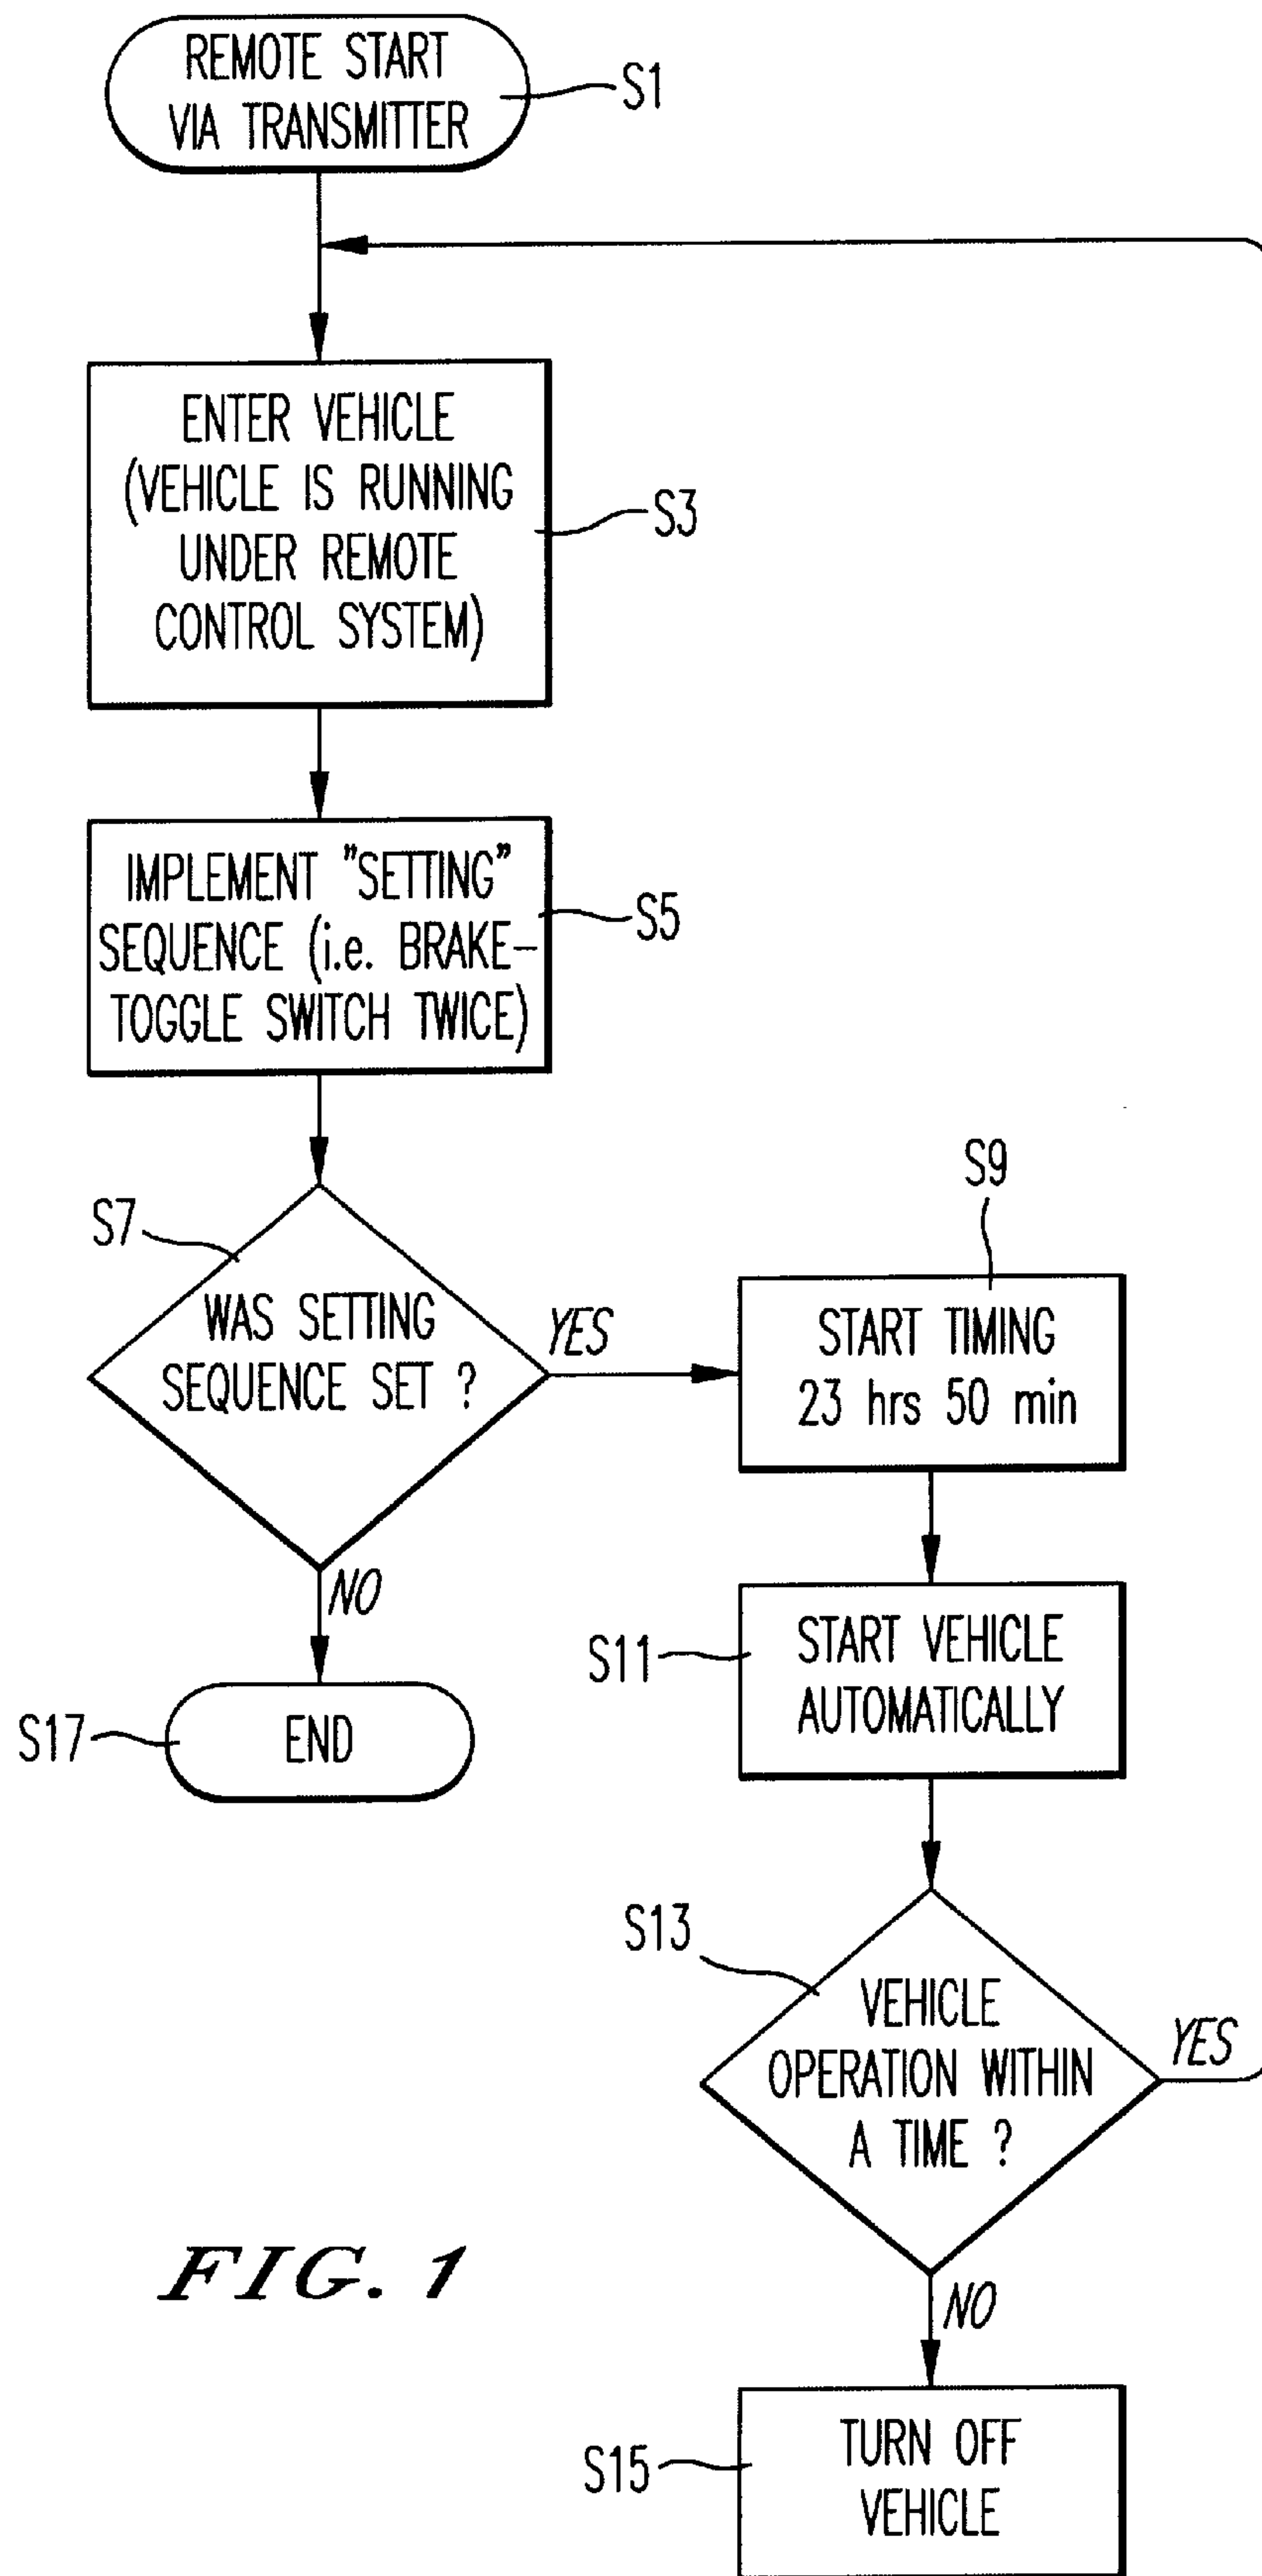 REMOTE START
VIA TRANSMITTER
S1
ENTER VEHICLE
(VEHICLE IS RUNNING
UNDER REMOTE
CONTROL SYSTEM)
S3
IMPLEMENT "SETTING"
SEQUENCE (i.e. BRAKE-
TOGGLE SWITCH TWICE)
S5
S7
WAS SETTING
SEQUENCE SET ?
YES
NO
S17
END
S9
START TIMING
23 hrs 50 min
S11
START VEHICLE
AUTOMATICALLY
S13
VEHICLE
OPERATION WITHIN
A TIME ?
YES
NO
S15
TURN OFF
VEHICLE
FIG. 1